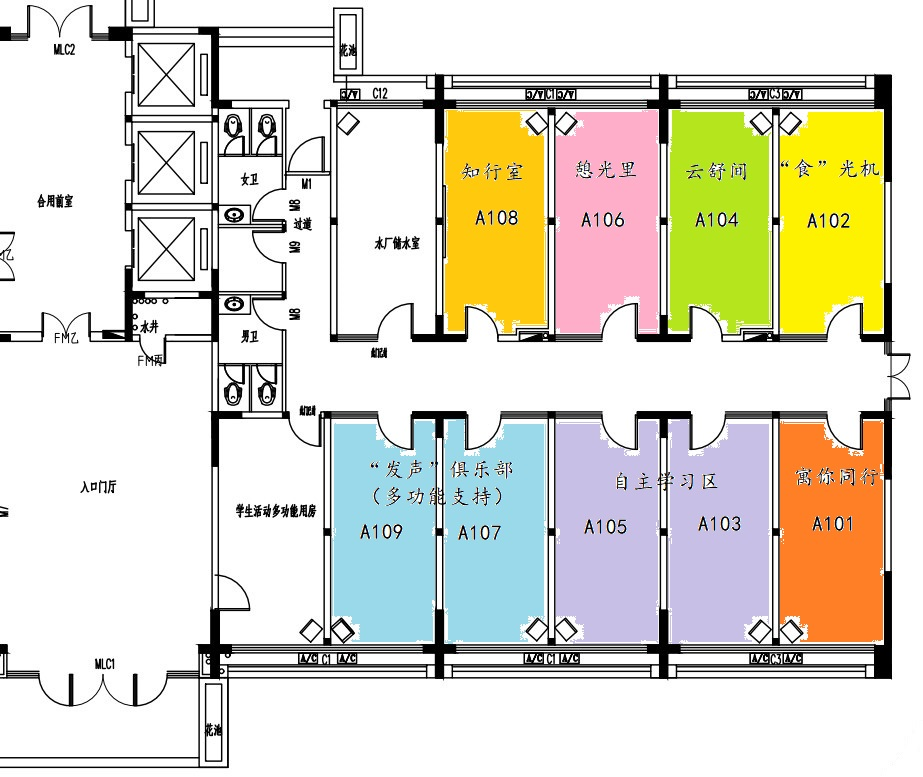 MLC2
花池
C12
C1
C3
合用前室
女卫
M1
M8
过道
M9
水厂储水室
M8
男卫
知行室
A108
憩光里
A106
云舒间
A104
“食”光机
A102
水井
FM乙
FM丙
入口门厅
学生活动多功能用房
“发声”俱乐部
（多功能支持）
A109
A107
自主学习区
A105
A103
寓你同行
A101
MLC1
A/C
C1
A/C
A/C
C1
A/C
A/C
C3
A/C
花池